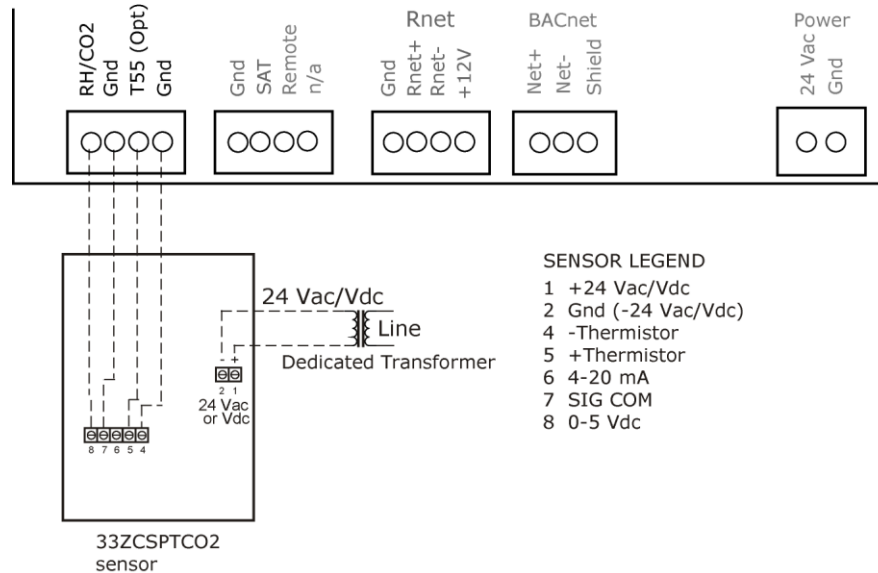 Rnet
BACnet
Power
RH/CO2
Gnd
T55 (Opt)
Gnd
Gnd
SAT
Remote
n/a
Gnd
Rnet+
Rnet-
+12V
Net+
Net-
Shield
24 Vac
Gnd
24 Vac/Vdc
Line
Dedicated Transformer
- +
2 1
24 Vac
or Vdc
8 7 6 5 4
33ZCSPTCO2
sensor
SENSOR LEGEND
1 +24 Vac/Vdc
2 Gnd (-24 Vac/Vdc)
4 -Thermistor
5 +Thermistor
6 4-20 mA
7 SIG COM
8 0-5 Vdc